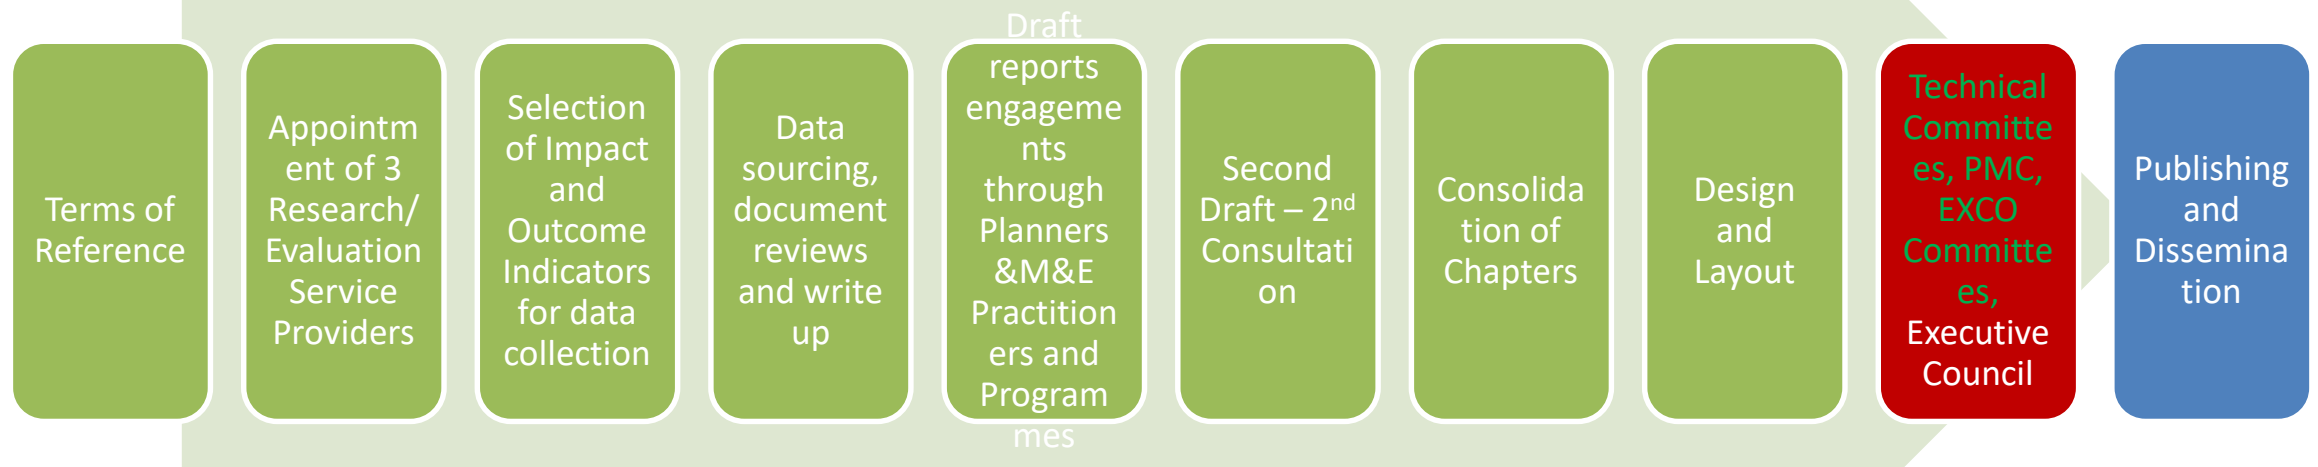 Terms of
Reference
Appointm
ent of 3
Research/
Evaluation
Service
Providers
Selection
of Impact
and
Outcome
Indicators
for data
collection
Data
sourcing,
document
reviews
and write
up
Draft
reports
engageme
nts
through
Planners
&M&E
Practition
ers and
Program
mes
Second
Draft – 2nd
Consultati
on
Consolida
tion of
Chapters
Design
and
Layout
Technical
Committe
es, PMC,
EXCO
Committe
es,
Executive
Council
Publishing
and
Dissemina
tion